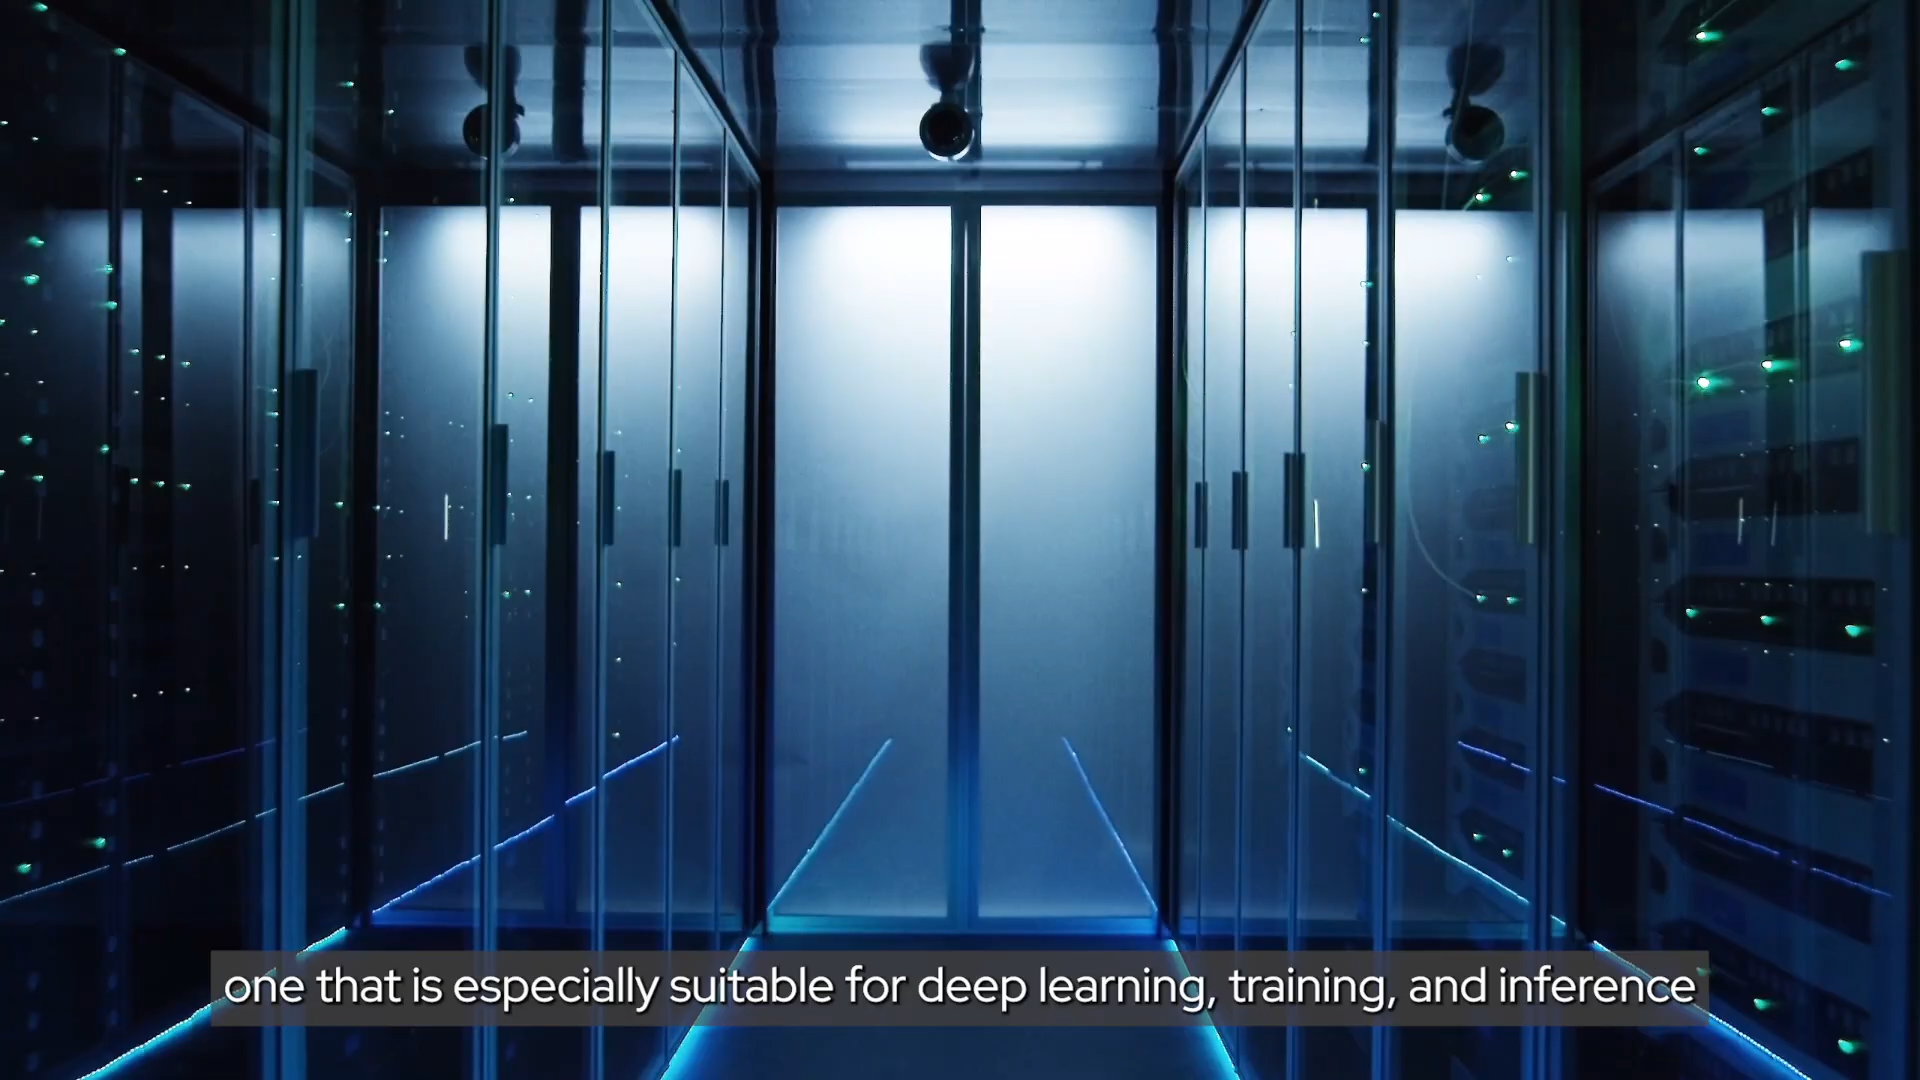 one that is especially suitable for deep learning, training, and inference